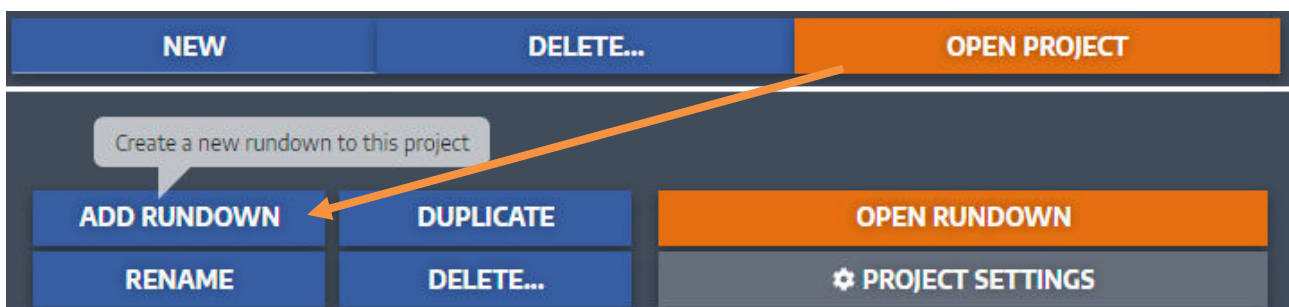 NEW DELETE... OPEN PROJECT
Create a new rundown to this project
ADD RUNDOWN DUPLICATE OPEN RUNDOWN
RENAME DELETE... PROJECT SETTINGS